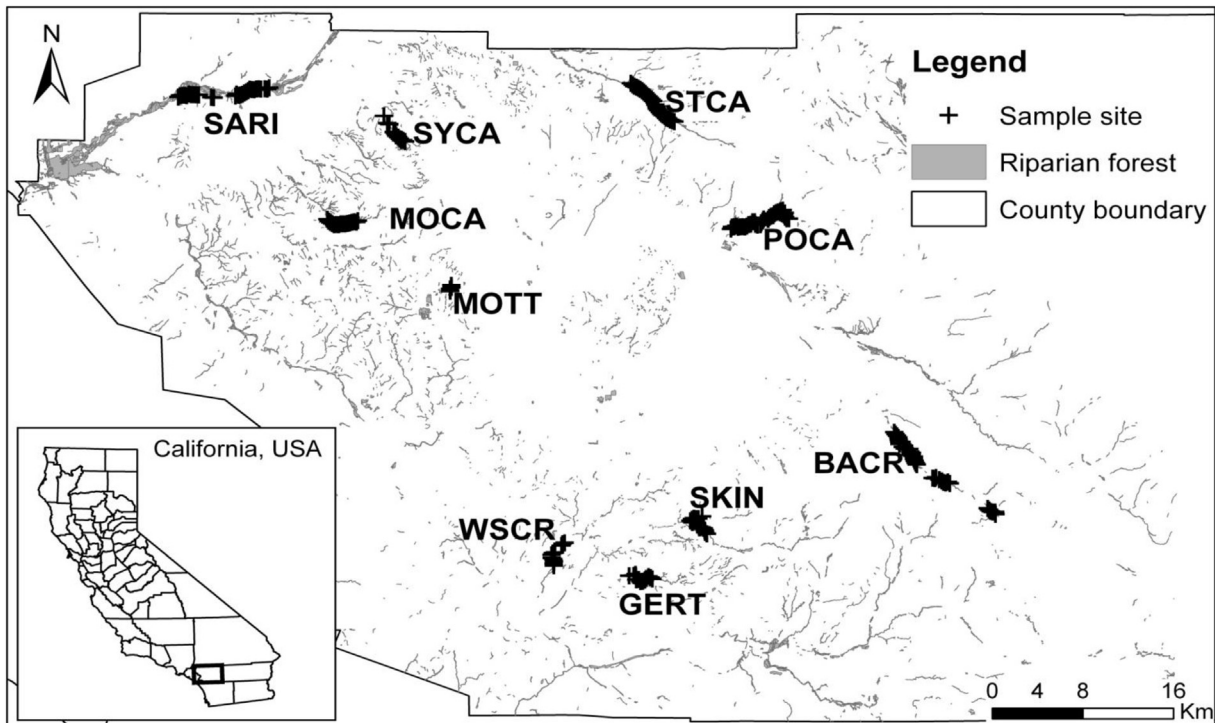 N
Legend
Sample site
Riparian forest
County boundary
SARI
SYCA
STCA
MOCA
POCA
MOTT
BACR
SKIN
WSCR
GERT
California, USA
0 4 8 16
Km